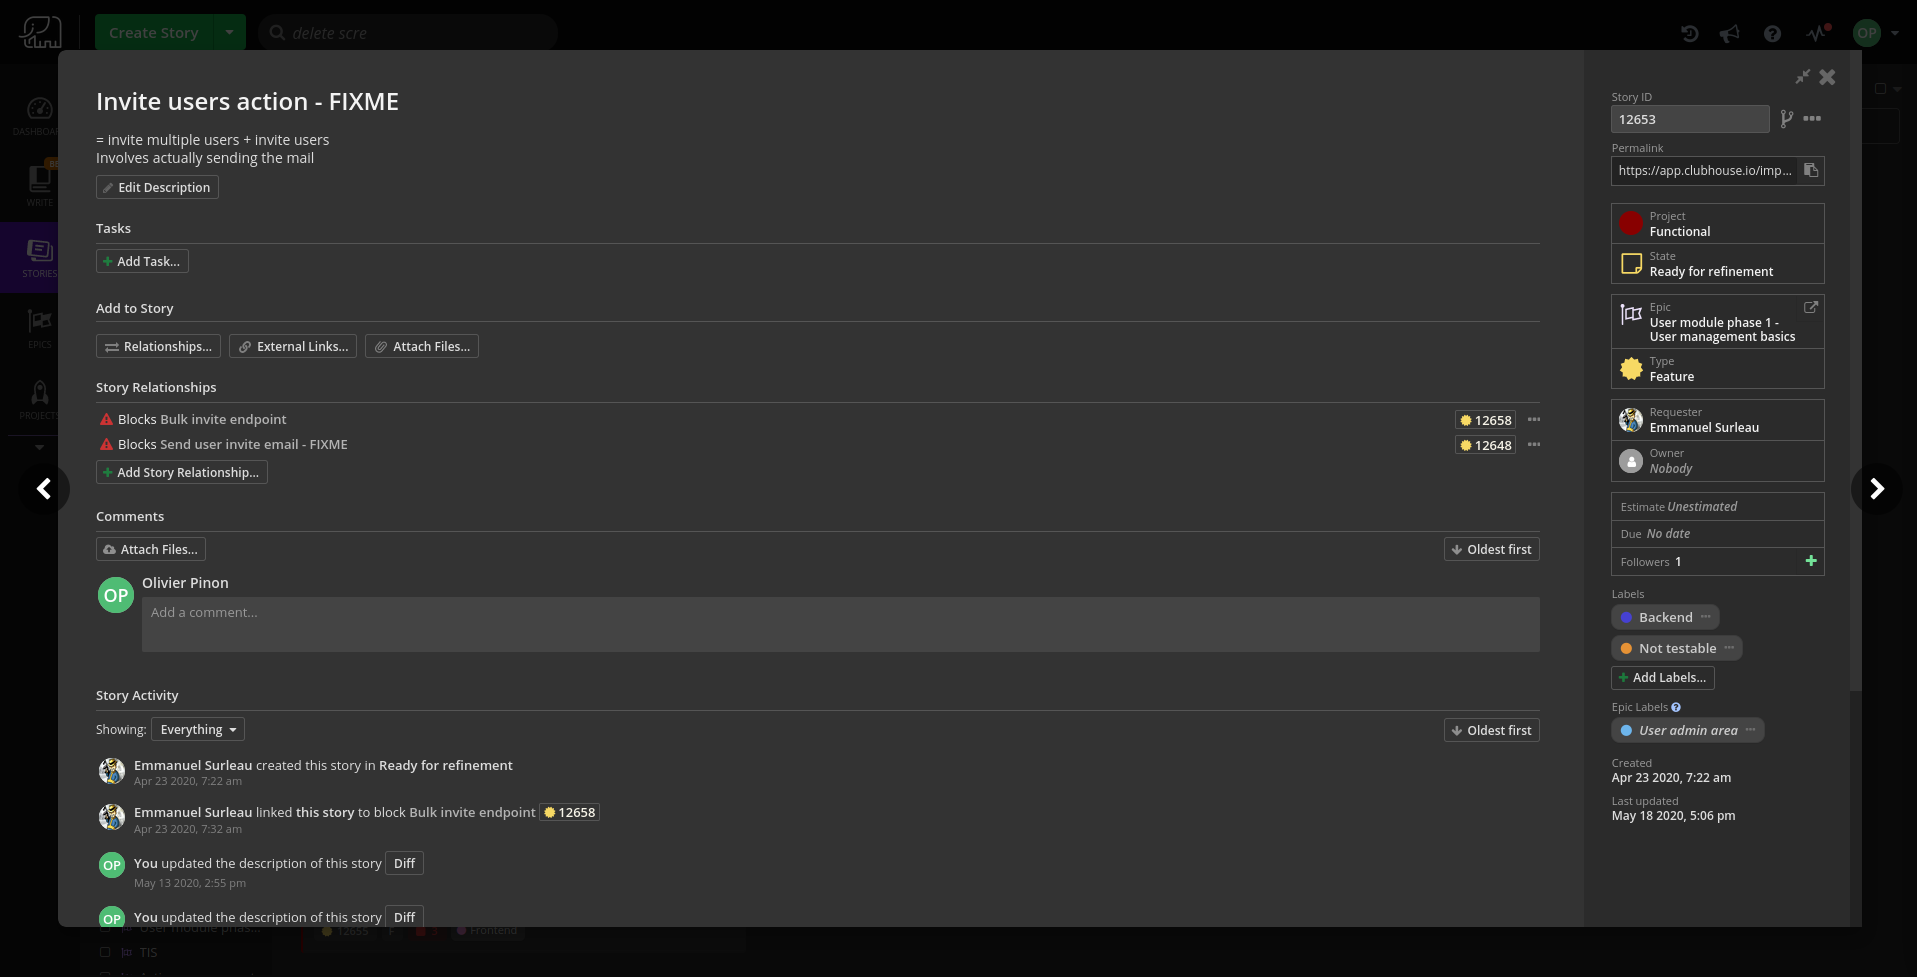 Create Story
delete scre
OP
DASHBOA
BE
WRITE
STORIES
EPICS
PROJECTS
Invite users action - FIXME
= invite multiple users + invite users
Involves actually sending the mail
Edit Description
Tasks
Add Task...
Add to Story
Relationships...
External Links...
Attach Files...
Story Relationships
Blocks Bulk invite endpoint
12658
Blocks Send user invite email - FIXME
12648
Add Story Relationship...
Comments
Attach Files...
Oldest first
OP
Olivier Pinon
Add a comment...
Story Activity
Showing: Everything
Oldest first
Emmanuel Surleau created this story in Ready for refinement
Apr 23 2020, 7:22 am
Emmanuel Surleau linked this story to block Bulk invite endpoint 12658
Apr 23 2020, 7:32 am
OP
You updated the description of this story Diff
May 13 2020, 2:55 pm
OP
You updated the description of this story Diff
Story ID
12653
Permalink
https://app.clubhouse.io/imp...
Project
Functional
State
Ready for refinement
Epic
User module phase 1 -
User management basics
Type
Feature
Requester
Emmanuel Surleau
Owner
Nobody
Estimate Unestimated
Due No date
Followers 1
Labels
Backend
Not testable
Add Labels...
Epic Labels
User admin area
Created
Apr 23 2020, 7:22 am
Last updated
May 18 2020, 5:06 pm
User module phas...
12655
F
3
Frontend
TIS